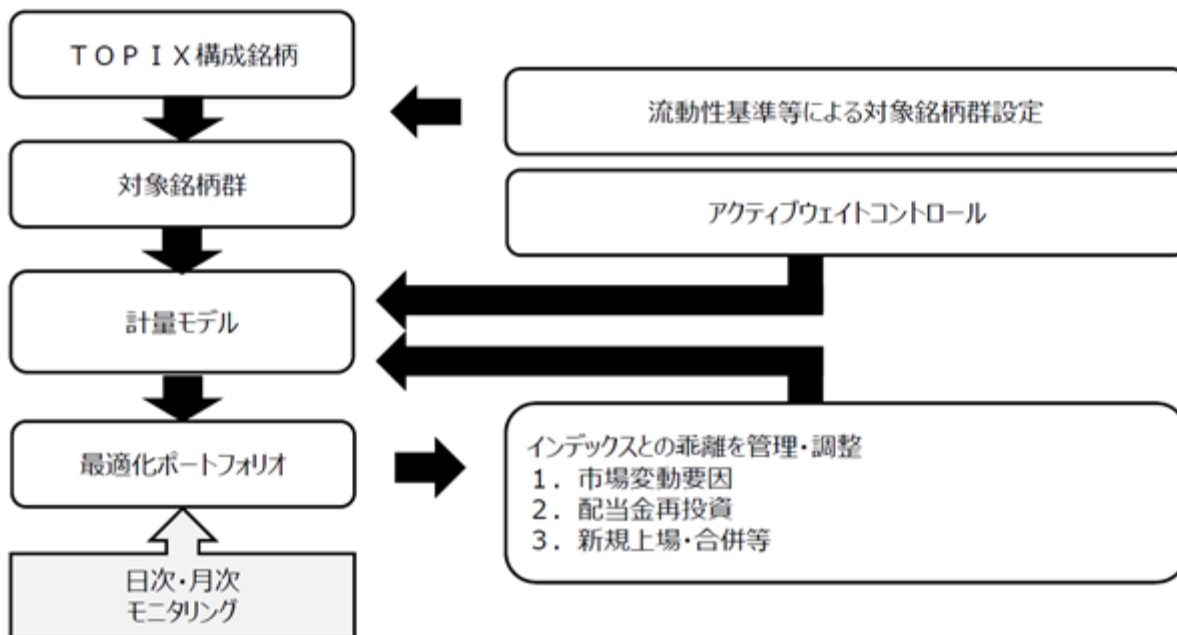 ＴＯＰＩＸ構成銘柄
流動性基準等による対象銘柄群設定
対象銘柄群
アクティブウェイトコントロール
計量モデル
最適化ポートフォリオ
インデックスとの乖離を管理・調整
１．市場変動要因
２．配当金再投資
３．新規上場・合併等
日次・月次
モニタリング